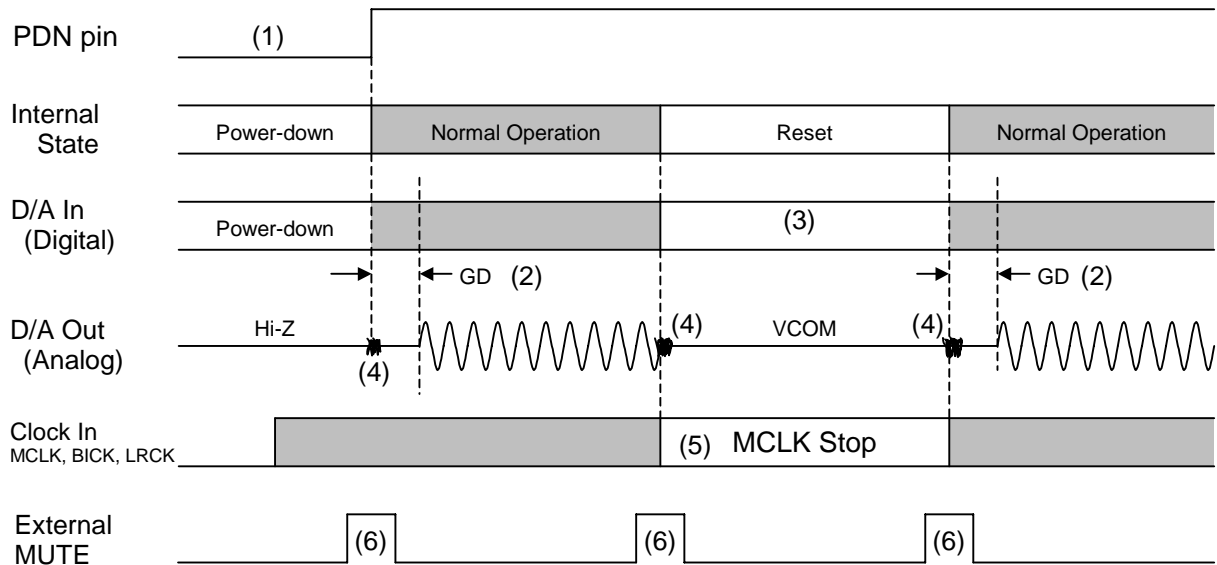 PDN pin
(1)
Internal
State
Power-down
Normal Operation
Reset
Normal Operation
D/A In
(Digital)
Power-down
(3)
GD (2)
GD (2)
D/A Out
(Analog)
Hi-Z
(4)
(4)
VCOM
(4)
Clock In
MCLK, BICK, LRCK
(5) MCLK Stop
External
MUTE
(6)
(6)
(6)